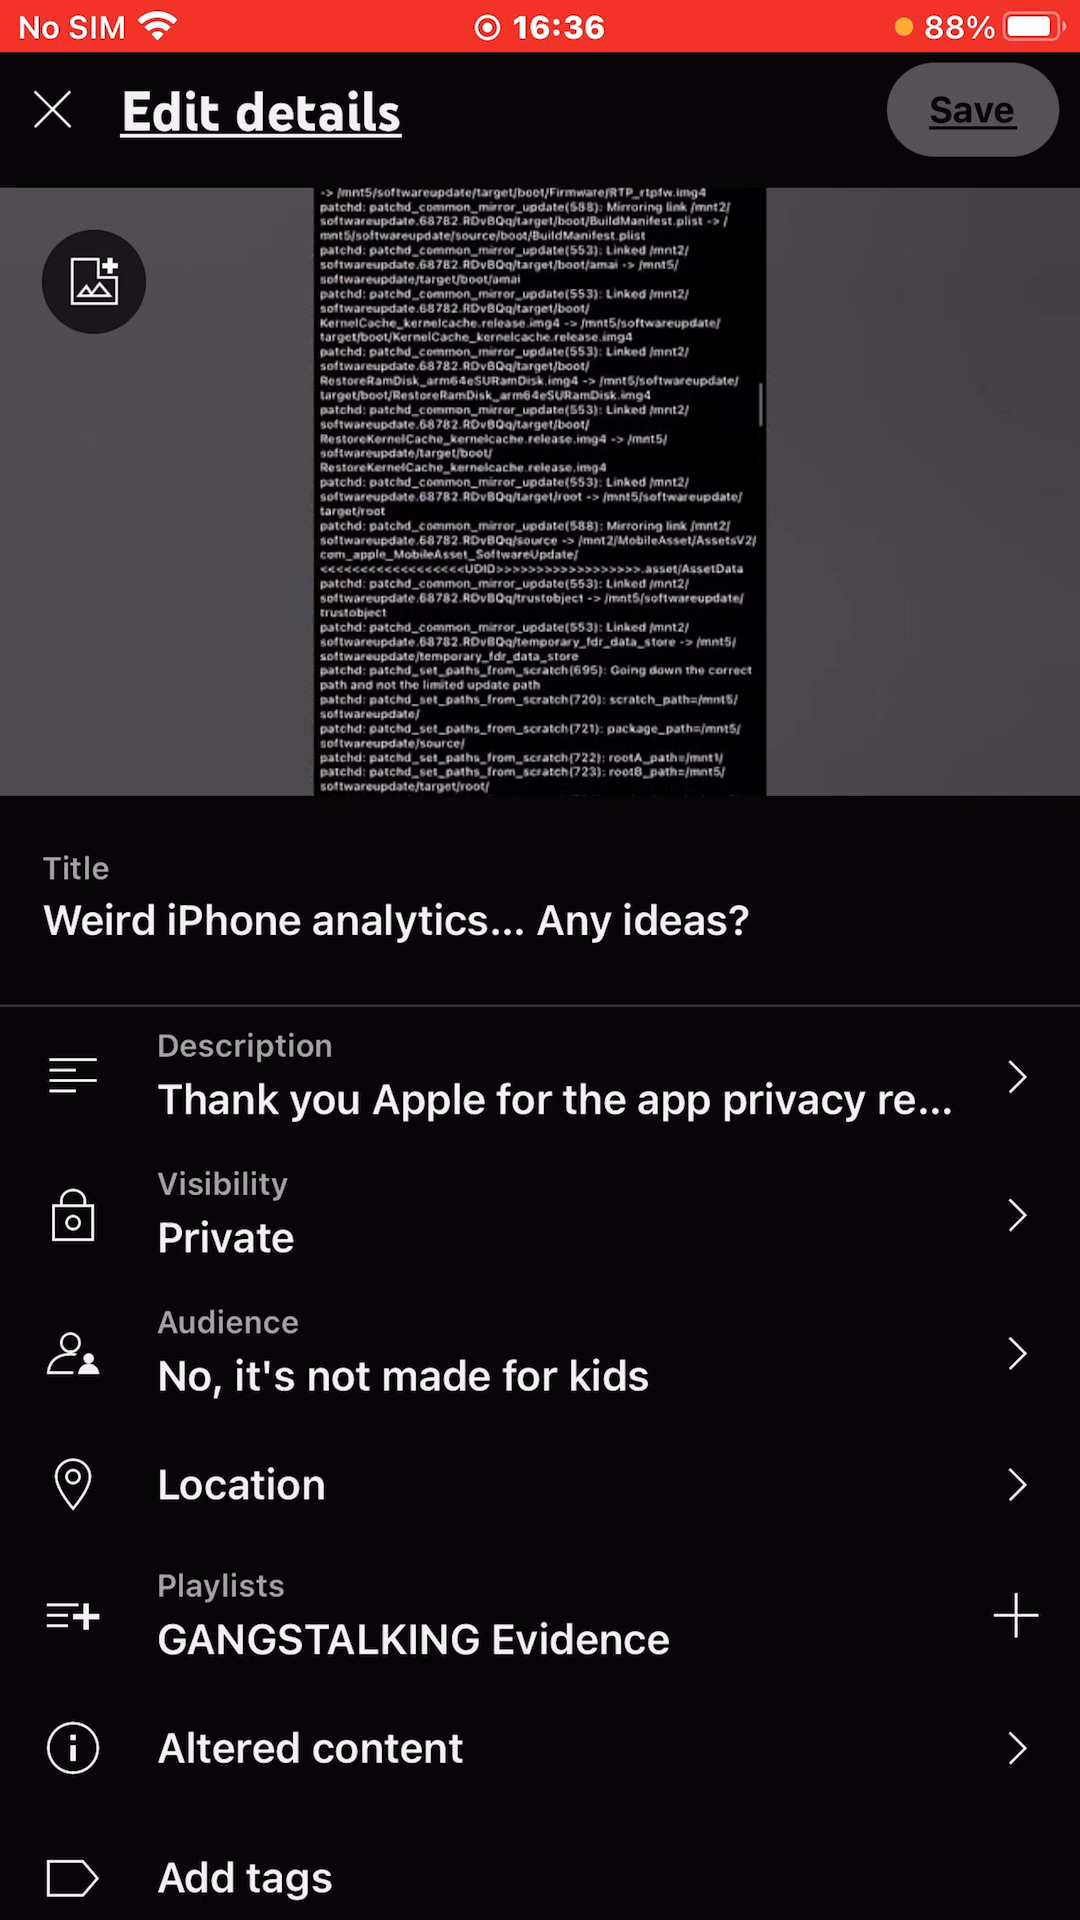 No SIM 16:36 88%
Edit details Save
-> /mnt5/softwareupdate/target/boot/Firmware/RTP_rtpfw.img4
patchd: patchd_common_mirror_update(588): Mirroring link /mnt2/
softwareupdate.68782.RDvBQq/target/boot/BuildManifest.plist -> /
mnt5/softwareupdate/source/boot/BuildManifest.plist
patchd: patchd_common_mirror_update(553): Linked /mnt2/
softwareupdate.68782.RDvBQq/target/boot/amai -> /mnt5/
softwareupdate/target/boot/amai
patchd: patchd_common_mirror_update(553): Linked /mnt2/
softwareupdate.68782.RDvBQq/target/boot/
KernelCache_kernelcache.release.img4 -> /mnt5/softwareupdate/
target/boot/KernelCache_kernelcache.release.img4
patchd: patchd_common_mirror_update(553): Linked /mnt2/
softwareupdate.68782.RDvBQq/target/boot/
RestoreRamDisk_arm64eSURamDisk.img4 -> /mnt5/softwareupdate/
target/boot/RestoreRamDisk_arm64eSURamDisk.img4
patchd: patchd_common_mirror_update(553): Linked /mnt2/
softwareupdate.68782.RDvBQq/target/boot/
RestoreKernelCache_kernelcache.release.img4 -> /mnt5/
softwareupdate/target/boot/
RestoreKernelCache_kernelcache.release.img4
patchd: patchd_common_mirror_update(553): Linked /mnt2/
softwareupdate.68782.RDvBQq/target/root -> /mnt5/softwareupdate/
target/root
patchd: patchd_common_mirror_update(588): Mirroring link /mnt2/
softwareupdate.68782.RDvBQq/source -> /mnt2/MobileAsset/AssetsV2/
com_apple_MobileAsset_SoftwareUpdate/
<<<<<<<<<<<<<<<<<<UDID>>>>>>>>>>>>>>>>>>.asset/AssetData
patchd: patchd_common_mirror_update(553): Linked /mnt2/
softwareupdate.68782.RDvBQq/trustobject -> /mnt5/softwareupdate/
trustobject
patchd: patchd_common_mirror_update(553): Linked /mnt2/
softwareupdate.68782.RDvBQq/temporary_fdr_data_store -> /mnt5/
softwareupdate/temporary_fdr_data_store
patchd: patchd_set_paths_from_scratch(695): Going down the correct
path and not the limited update path
patchd: patchd_set_paths_from_scratch(720): scratch_path=/mnt5/
softwareupdate/
patchd: patchd_set_paths_from_scratch(721): package_path=/mnt5/
softwareupdate/source/
patchd: patchd_set_paths_from_scratch(722): rootA_path=/mnt1/
patchd: patchd_set_paths_from_scratch(723): rootB_path=/mnt5/
softwareupdate/target/root/
Title
Weird iPhone analytics... Any ideas?
Description
Thank you Apple for the app privacy re...
Visibility
Private
Audience
No, it's not made for kids
Location
Playlists
GANGSTALKING Evidence
Altered content
Add tags